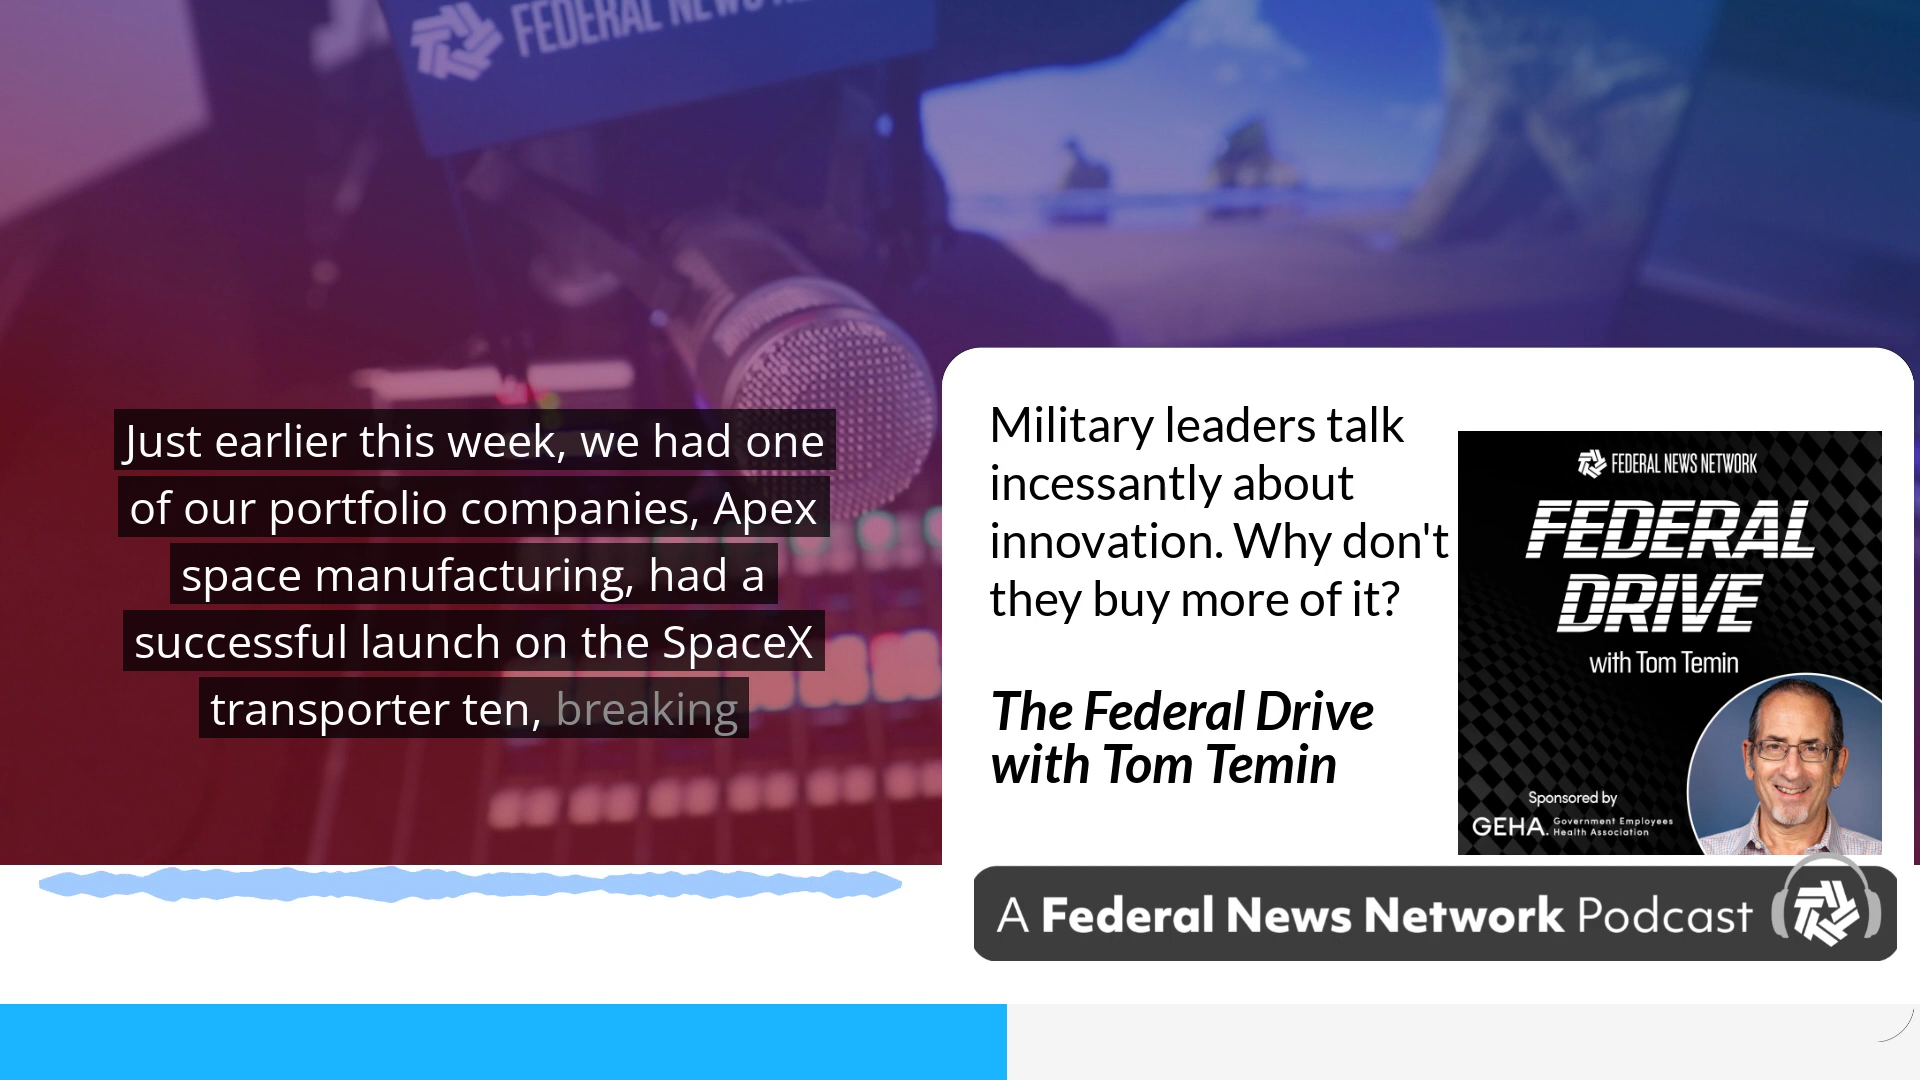 FEDERAL NEWS
Just earlier this week, we had one
of our portfolio companies, Apex
space manufacturing, had a
successful launch on the SpaceX
transporter ten, breaking
Military leaders talk
incessantly about
innovation. Why don't
they buy more of it?
The Federal Drive
with Tom Temin
FEDERAL NEWS NETWORK
FEDERAL
DRIVE
with Tom Temin
Sponsored by
GEHA. Government Employees
Health Association
A Federal News Network Podcast